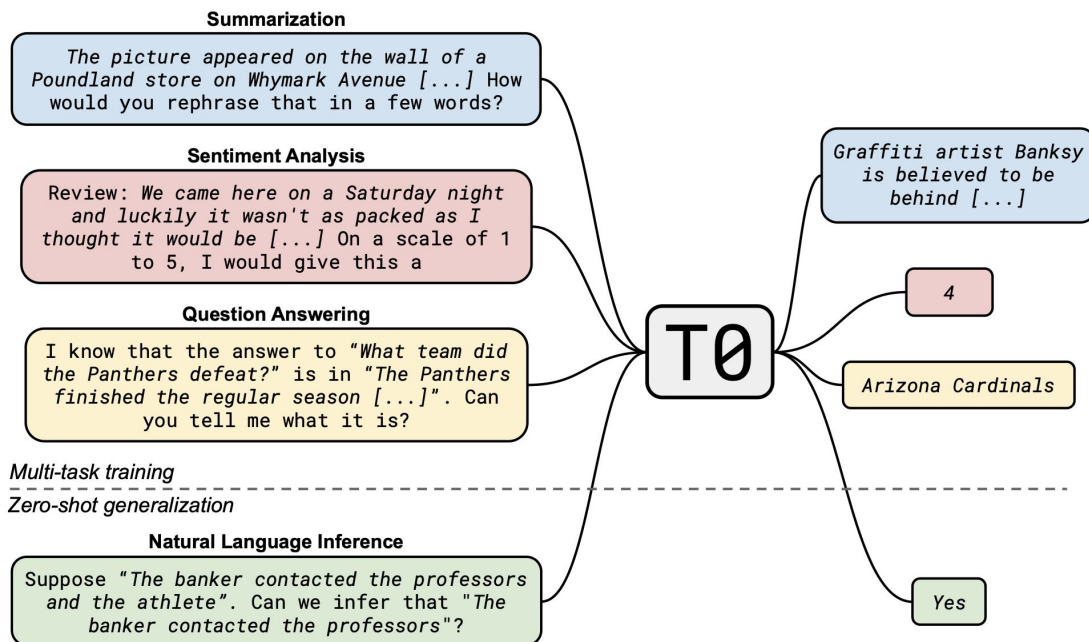 Summarization
The picture appeared on the wall of a
Poundland store on Whymark Avenue [...] How
would you rephrase that in a few words?
Sentiment Analysis
Review: We came here on a Saturday night
and luckily it wasn't as packed as I
thought it would be [...] On a scale of 1
to 5, I would give this a
Question Answering
I know that the answer to “What team did
the Panthers defeat?” is in “The Panthers
finished the regular season [...]”. Can
you tell me what it is?
Multi-task training
Zero-shot generalization
Natural Language Inference
Suppose “The banker contacted the professors
and the athlete”. Can we infer that "The
banker contacted the professors"?
T0
Graffiti artist Banksy
is believed to be
behind [...]
4
Arizona Cardinals
Yes